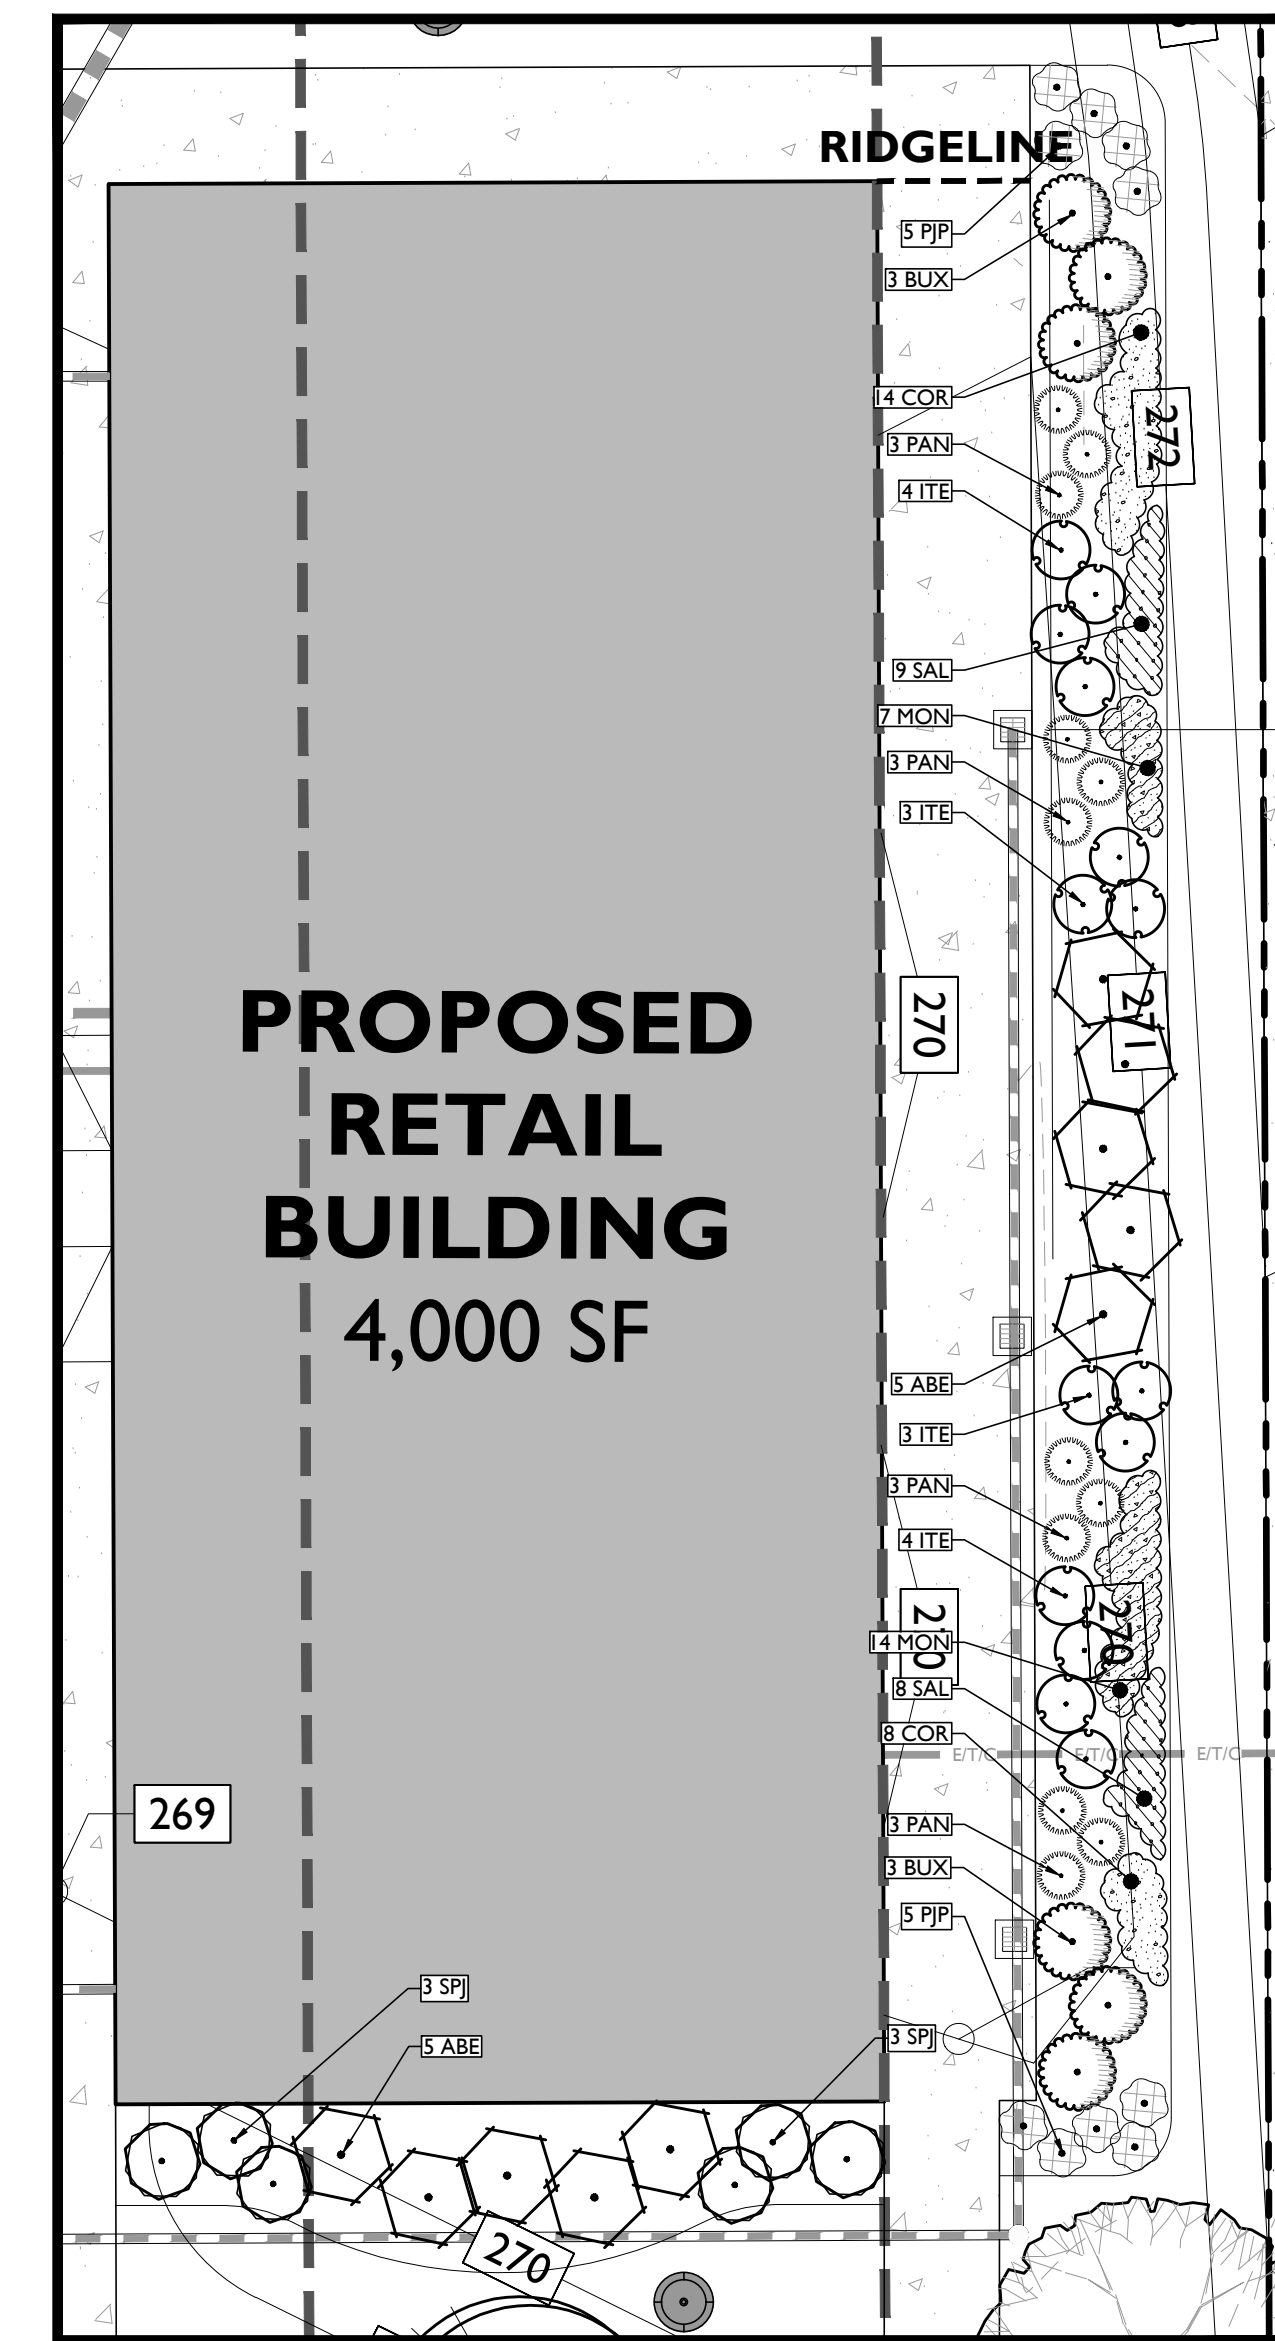 RIDGELINE
5 PJP
3 BUX
14 COR
272
3 PAN
4 ITE
9 SAL
7 MON
3 PAN
3 ITE
271
270
PROPOSED
RETAIL
BUILDING
4,000 SF
5 ABE
3 ITE
3 PAN
4 ITE
270
270
14 MON
8 SAL
8 COR
E/T/C
E/T/C
E/T/C
269
3 PAN
3 BUX
5 PJP
3 SPJ
5 ABE
3 SPJ
270